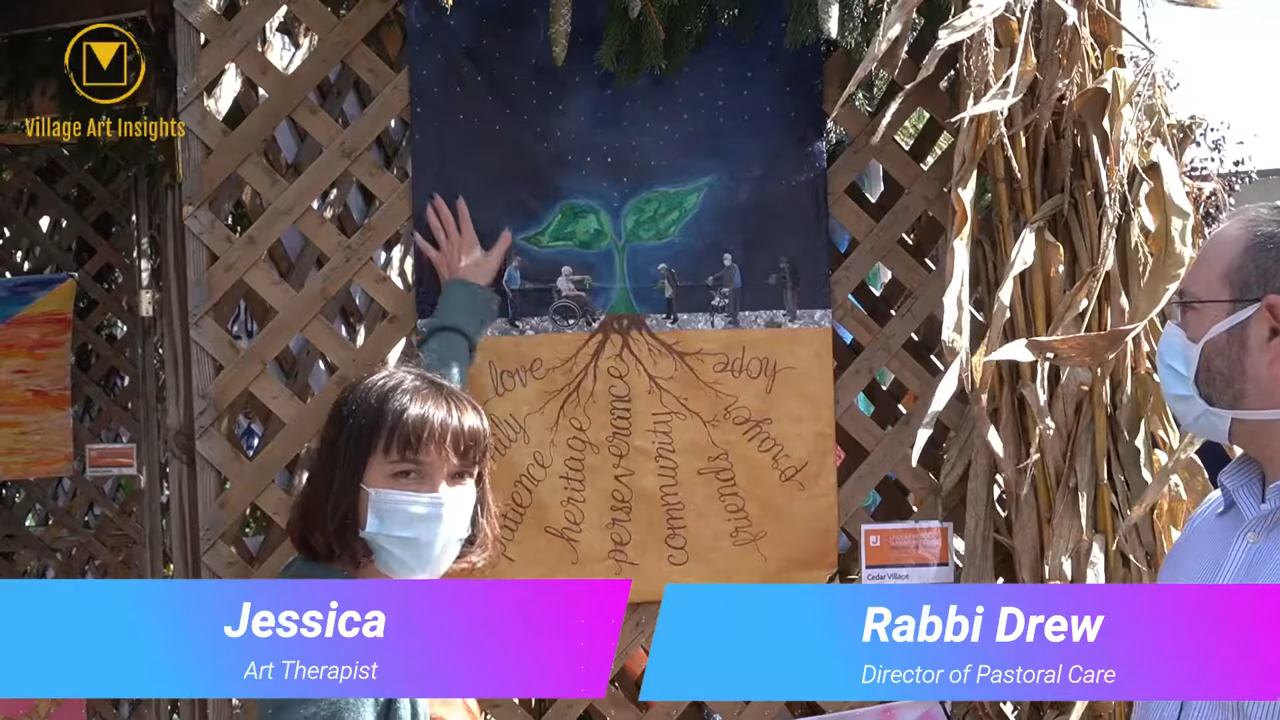 Village Art Insights
love
hope
patience
heritage
perseverance
community
friends
prayer
Cedar Village
Jessica
Art Therapist
Rabbi Drew
Director of Pastoral Care